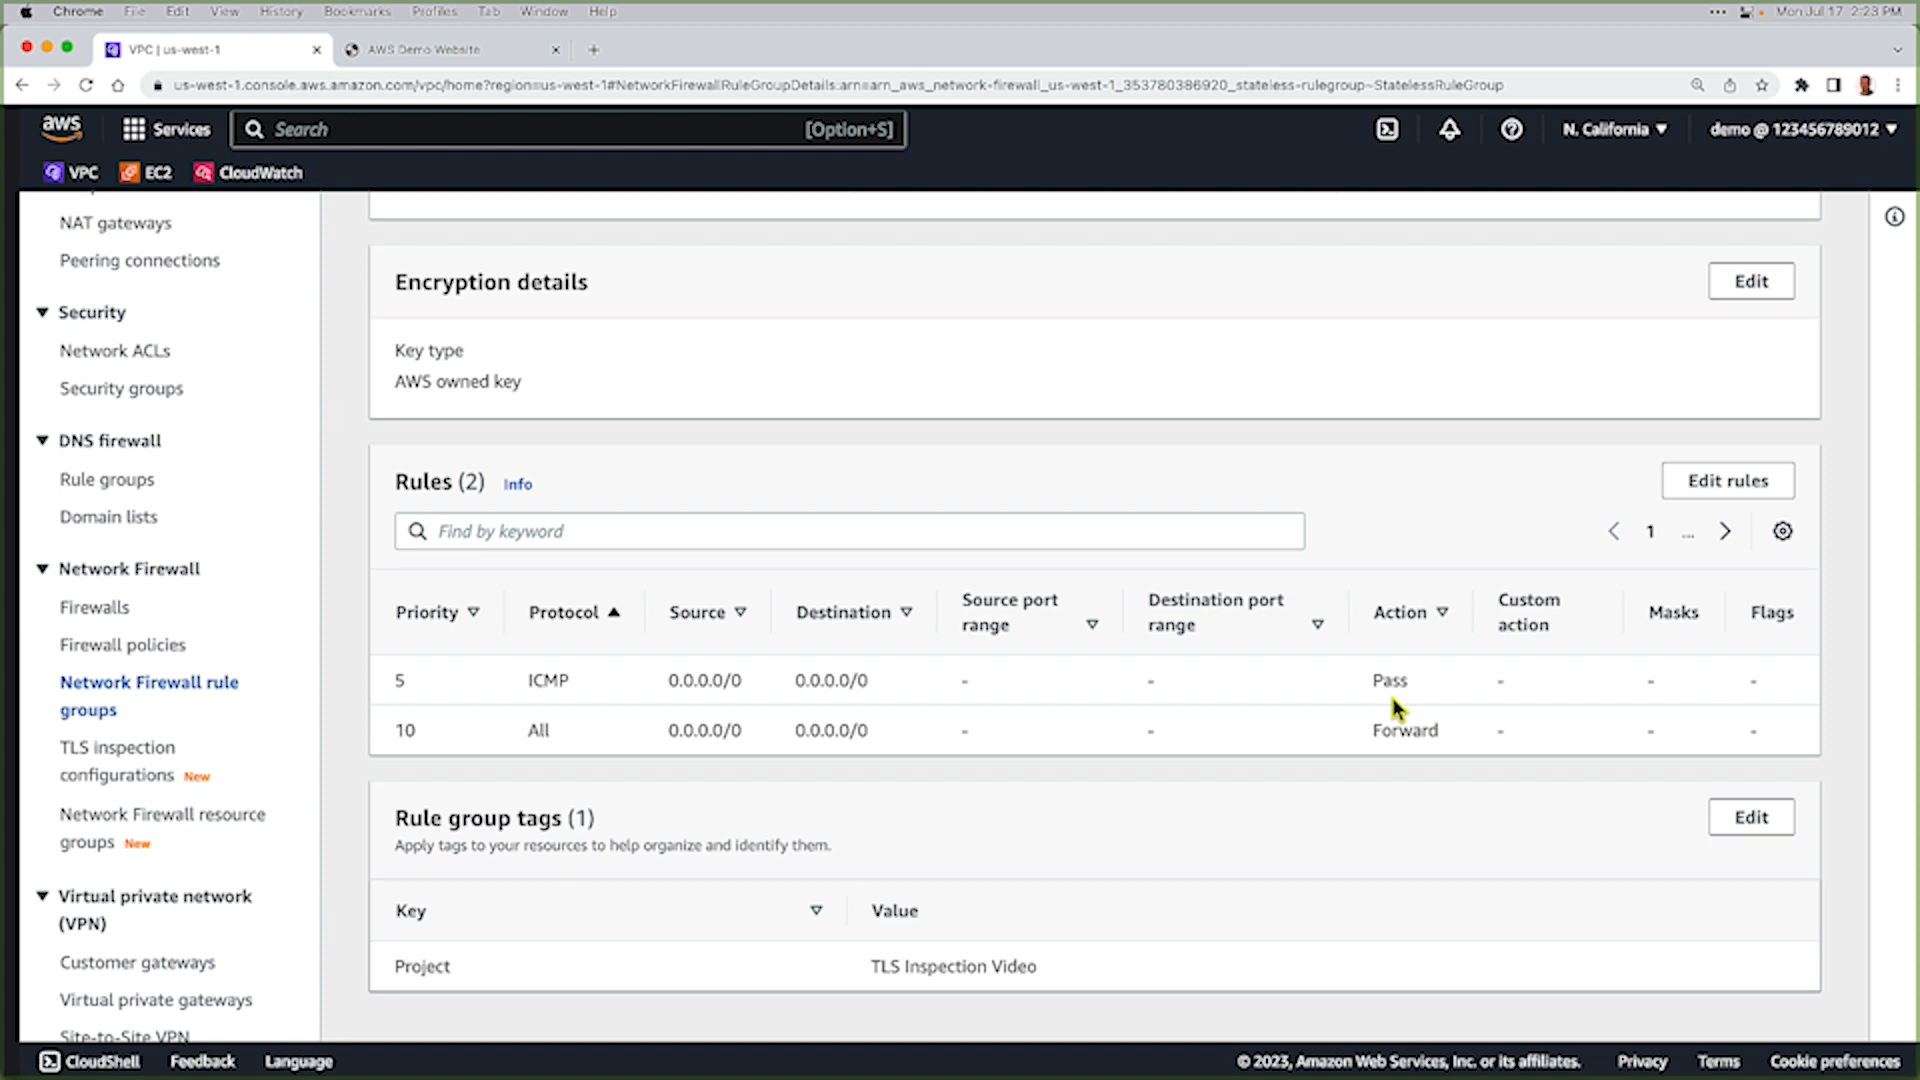 Chrome File Edit View History Bookmarks Profiles Tab Window Help Mon Jul 17 2:23 PM
VPC | us-west-1 AWS Demo Website
us-west-1.console.aws.amazon.com/vpc/home?region=us-west-1#NetworkFirewallRuleGroupDetails:arn=arn_aws_network-firewall_us-west-1_353780386920_stateless-rulegroup~StatelessRuleGroup
aws Services Search [Option+S] N. California demo @ 123456789012
VPC EC2 CloudWatch
NAT gateways
Peering connections
Security
Network ACLs
Security groups
DNS firewall
Rule groups
Domain lists
Network Firewall
Firewalls
Firewall policies
Network Firewall rule
groups
TLS inspection
configurations New
Network Firewall resource
groups New
Virtual private network
(VPN)
Customer gateways
Virtual private gateways
Site-to-Site VPN
Encryption details Edit
Key type
AWS owned key
Rules (2) Info Edit rules
Find by keyword 1 ...
Priority Protocol Source Destination Source port range Destination port range Action Custom action Masks Flags
5 ICMP 0.0.0.0/0 0.0.0.0/0 - - Pass - - -
10 All 0.0.0.0/0 0.0.0.0/0 - - Forward - - -
Rule group tags (1) Edit
Apply tags to your resources to help organize and identify them.
Key Value
Project TLS Inspection Video
CloudShell Feedback Language © 2023, Amazon Web Services, Inc. or its affiliates. Privacy Terms Cookie preferences